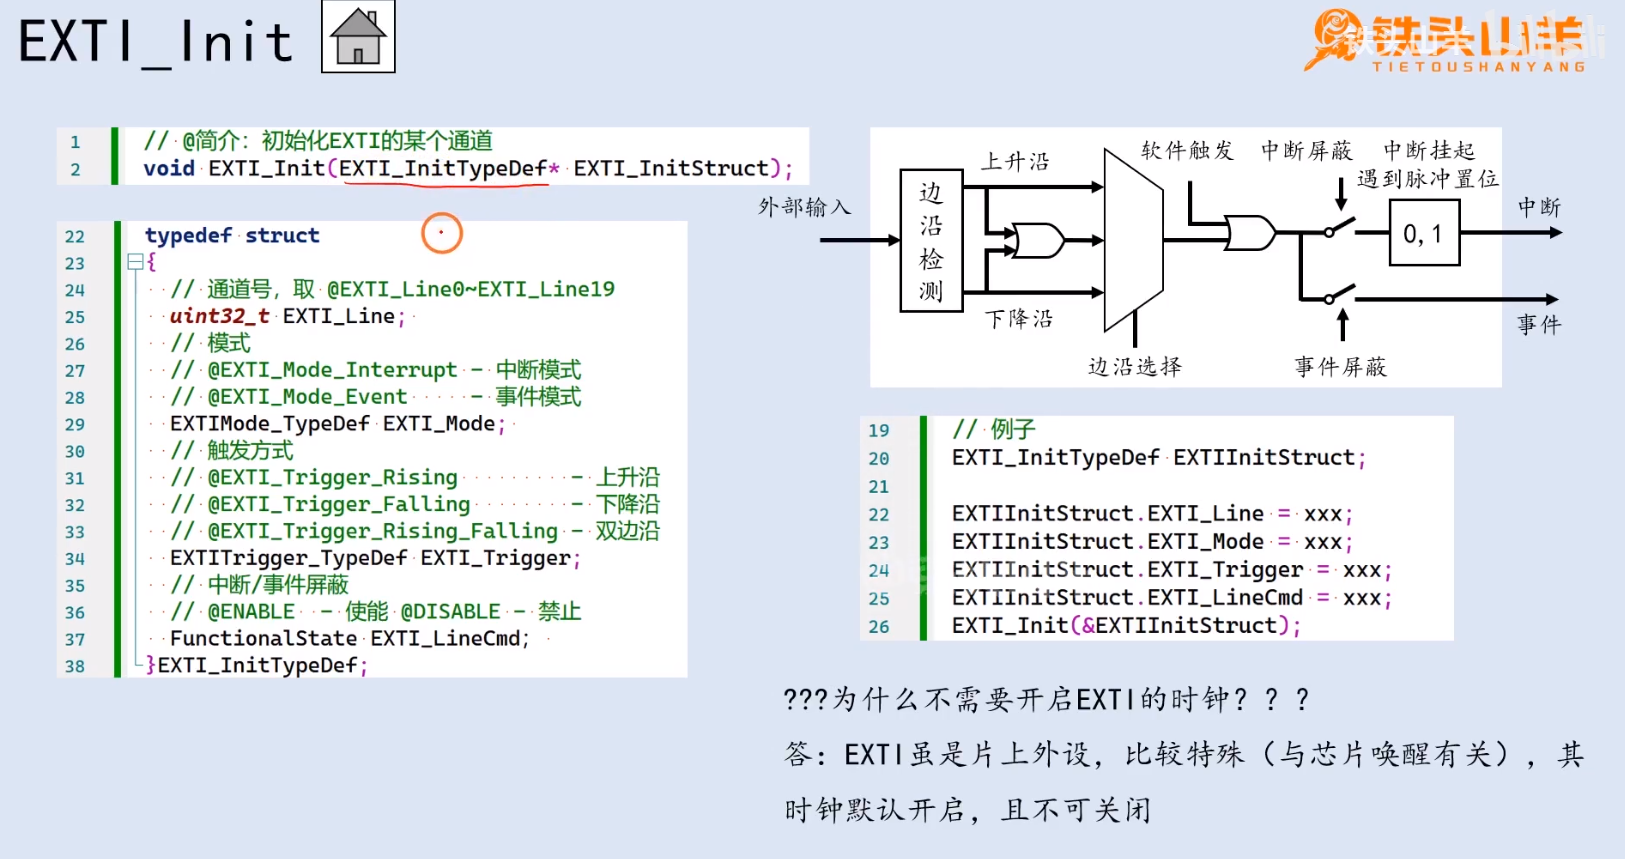 EXTI_Init
铁头山羊
TIETOUSHANYANG
1 // @简介：初始化EXTI的某个通道
2 void EXTI_Init(EXTI_InitTypeDef* EXTI_InitStruct);
22 typedef struct
23 {
24 // 通道号，取 @EXTI_Line0~EXTI_Line19
25 uint32_t EXTI_Line;
26 // 模式
27 // @EXTI_Mode_Interrupt - 中断模式
28 // @EXTI_Mode_Event - 事件模式
29 EXTIMode_TypeDef EXTI_Mode;
30 // 触发方式
31 // @EXTI_Trigger_Rising - 上升沿
32 // @EXTI_Trigger_Falling - 下降沿
33 // @EXTI_Trigger_Rising_Falling - 双边沿
34 EXTITrigger_TypeDef EXTI_Trigger;
35 // 中断/事件屏蔽
36 // @ENABLE - 使能 @DISABLE - 禁止
37 FunctionalState EXTI_LineCmd;
38 }EXTI_InitTypeDef;
外部输入
边沿检测
上升沿
下降沿
边沿选择
软件触发
中断屏蔽
中断挂起
遇到脉冲置位
0,1
中断
事件
事件屏蔽
19 // 例子
20 EXTI_InitTypeDef EXTIInitStruct;
21
22 EXTIInitStruct.EXTI_Line = xxx;
23 EXTIInitStruct.EXTI_Mode = xxx;
24 EXTIInitStruct.EXTI_Trigger = xxx;
25 EXTIInitStruct.EXTI_LineCmd = xxx;
26 EXTI_Init(&EXTIInitStruct);
???为什么不需要开启EXTI的时钟？？？
答：EXTI虽是片上外设，比较特殊（与芯片唤醒有关），其
时钟默认开启，且不可关闭